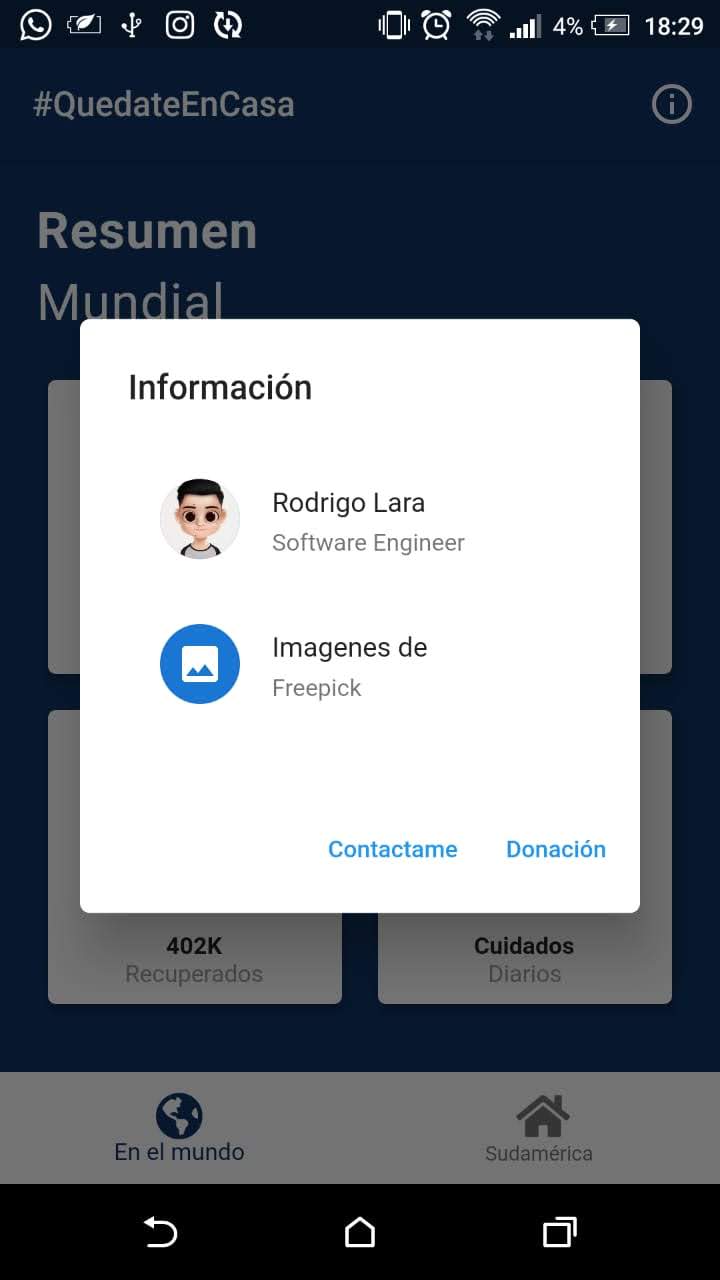 4% 18:29
#QuedateEnCasa
Resumen
Mundial
Información
Rodrigo Lara
Software Engineer
Imagenes de
Freepick
Contactame Donación
402K
Recuperados
Cuidados
Diarios
En el mundo
Sudamérica